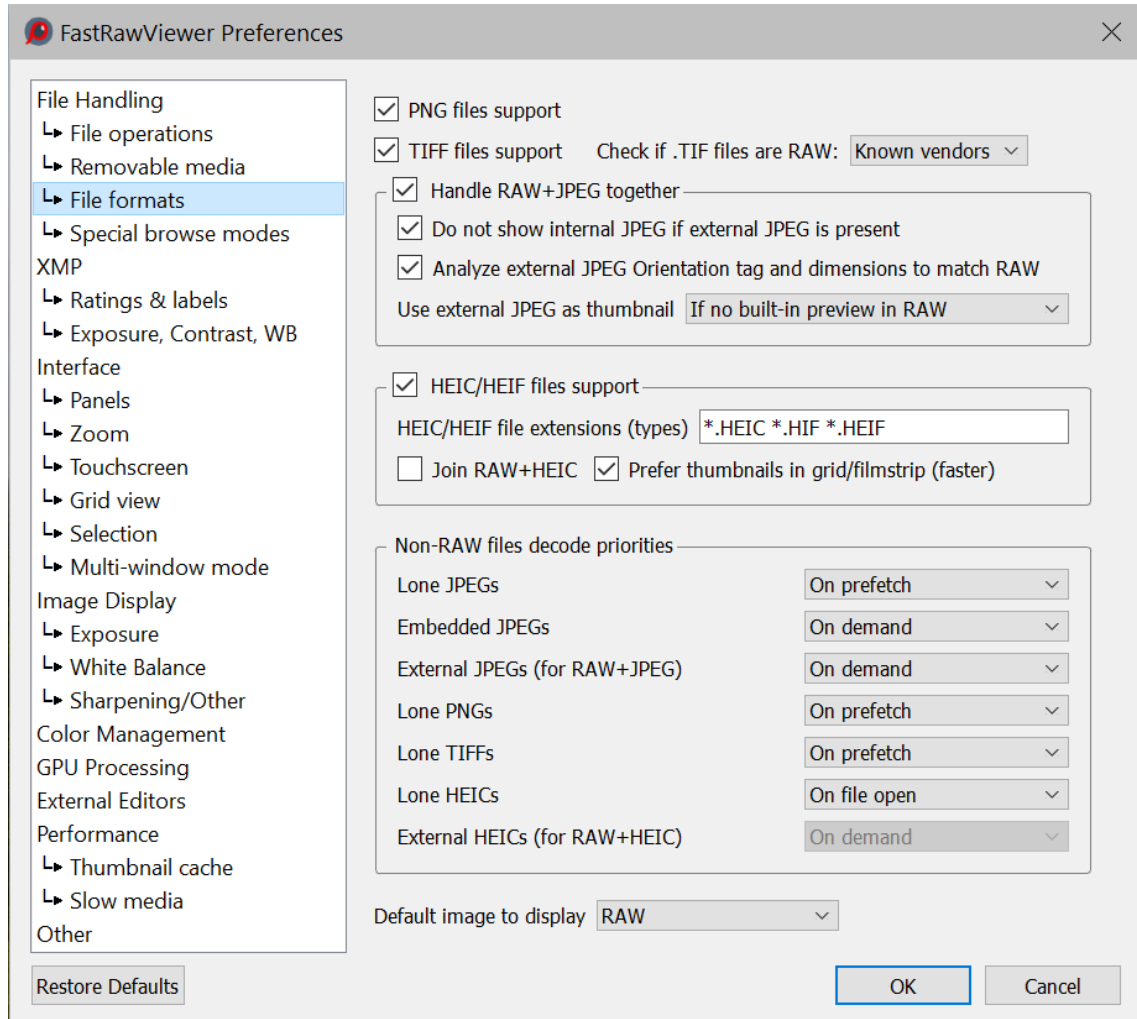 FastRawViewer Preferences
File Handling
File operations
Removable media
File formats
Special browse modes
XMP
Ratings & labels
Exposure, Contrast, WB
Interface
Panels
Zoom
Touchscreen
Grid view
Selection
Multi-window mode
Image Display
Exposure
White Balance
Sharpening/Other
Color Management
GPU Processing
External Editors
Performance
Thumbnail cache
Slow media
Other
PNG files support
TIFF files support Check if .TIF files are RAW: Known vendors
Handle RAW+JPEG together
Do not show internal JPEG if external JPEG is present
Analyze external JPEG Orientation tag and dimensions to match RAW
Use external JPEG as thumbnail If no built-in preview in RAW
HEIC/HEIF files support
HEIC/HEIF file extensions (types) *.HEIC *.HIF *.HEIF
Join RAW+HEIC Prefer thumbnails in grid/filmstrip (faster)
Non-RAW files decode priorities
Lone JPEGs On prefetch
Embedded JPEGs On demand
External JPEGs (for RAW+JPEG) On demand
Lone PNGs On prefetch
Lone TIFFs On prefetch
Lone HEICs On file open
External HEICs (for RAW+HEIC) On demand
Default image to display RAW
Restore Defaults OK Cancel